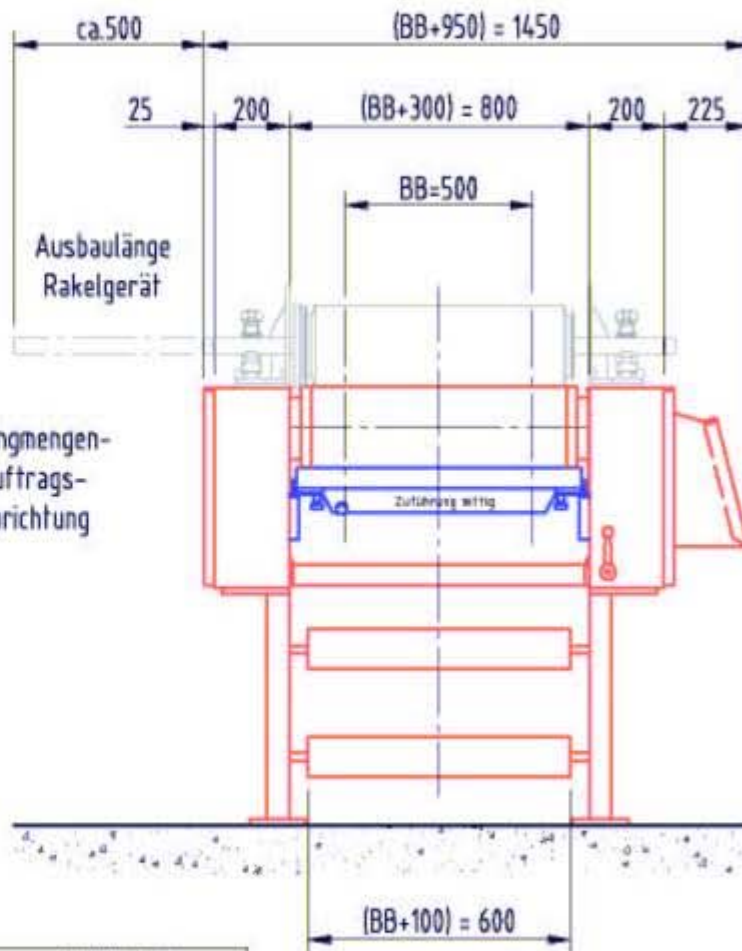 ca.500 (BB+950) = 1450
25 200 (BB+300) = 800 200 225
BB=500
Ausbaulänge
Rakelgerät
ngmengen-
uftrags-
richtung
Zuführung mittig
(BB+100) = 600